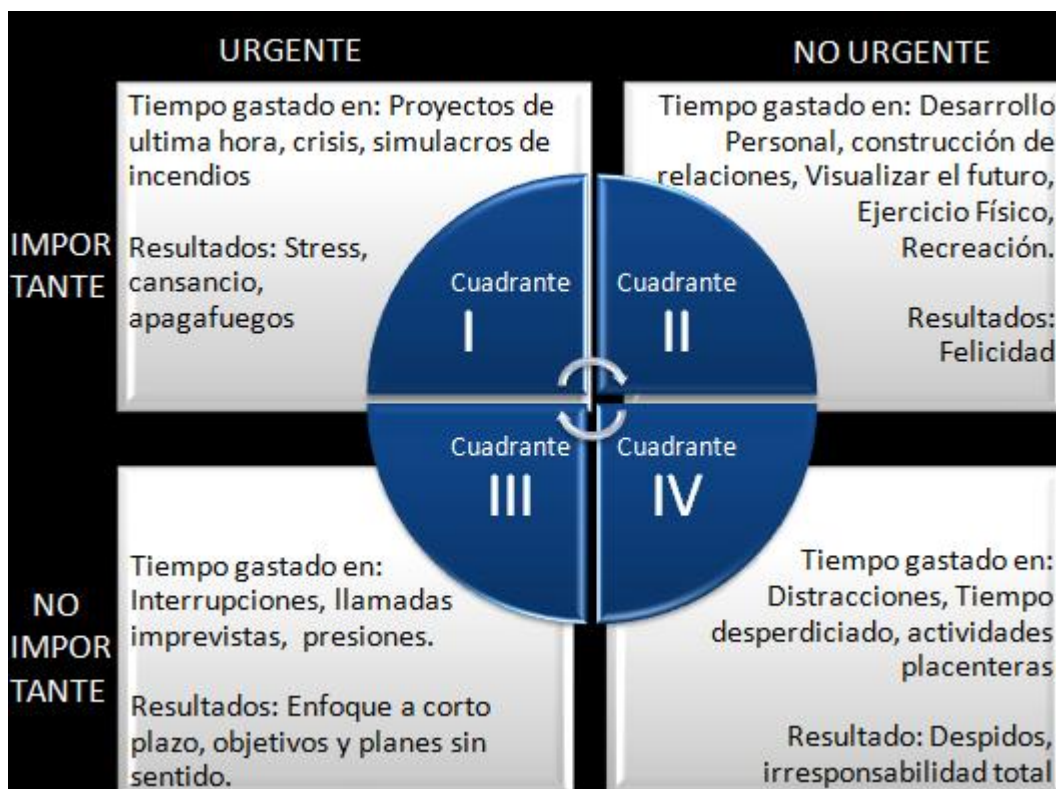 URGENTE
NO URGENTE
IMPOR
TANTE
Tiempo gastado en: Proyectos de
ultima hora, crisis, simulacros de
incendios
Resultados: Stress,
cansancio,
apagafuegos
Tiempo gastado en: Desarrollo
Personal, construcción de
relaciones, Visualizar el futuro,
Ejercicio Físico,
Recreación.
Resultados:
Felicidad
Cuadrante
I
Cuadrante
II
Cuadrante
III
Cuadrante
IV
NO
IMPOR
TANTE
Tiempo gastado en:
Interrupciones, llamadas
imprevistas, presiones.
Resultados: Enfoque a corto
plazo, objetivos y planes sin
sentido.
Tiempo gastado en:
Distracciones, Tiempo
desperdiciado, actividades
placenteras
Resultado: Despidos,
irresponsabilidad total